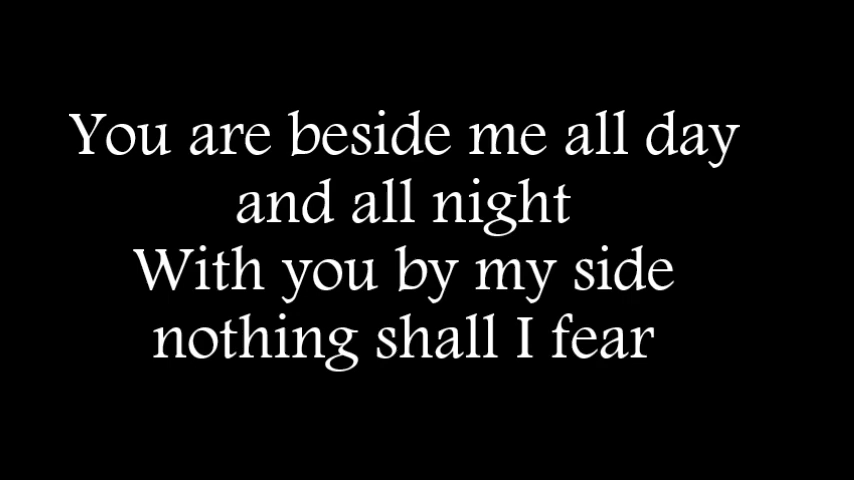 You are beside me all day
and all night
With you by my side
nothing shall I fear